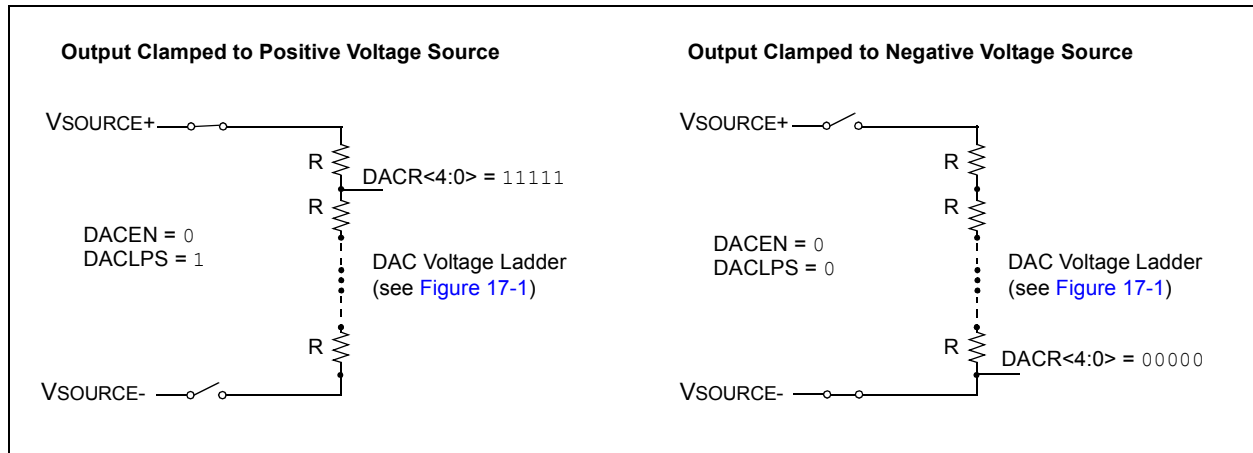 Output Clamped to Positive Voltage Source
VSOURCE+
R
DACR<4:0> = 11111
R
DACEN = 0
DACLPS = 1
DAC Voltage Ladder
(see Figure 17-1)
R
VSOURCE-
Output Clamped to Negative Voltage Source
VSOURCE+
R
R
DACEN = 0
DACLPS = 0
DAC Voltage Ladder
(see Figure 17-1)
R
DACR<4:0> = 00000
VSOURCE-